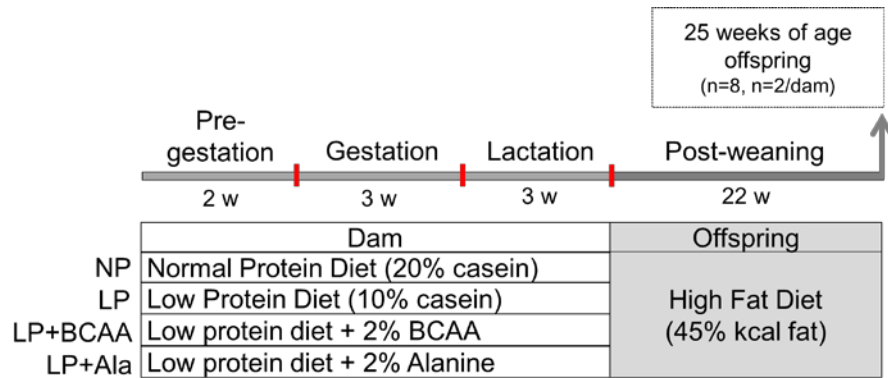 25 weeks of age
offspring
(n=8, n=2/dam)
Pre-
gestation
Gestation
Lactation
Post-weaning
2 w
3 w
3 w
22 w
Dam
Offspring
NP
Normal Protein Diet (20% casein)
LP
Low Protein Diet (10% casein)
LP+BCAA
Low protein diet + 2% BCAA
LP+Ala
Low protein diet + 2% Alanine
High Fat Diet
(45% kcal fat)